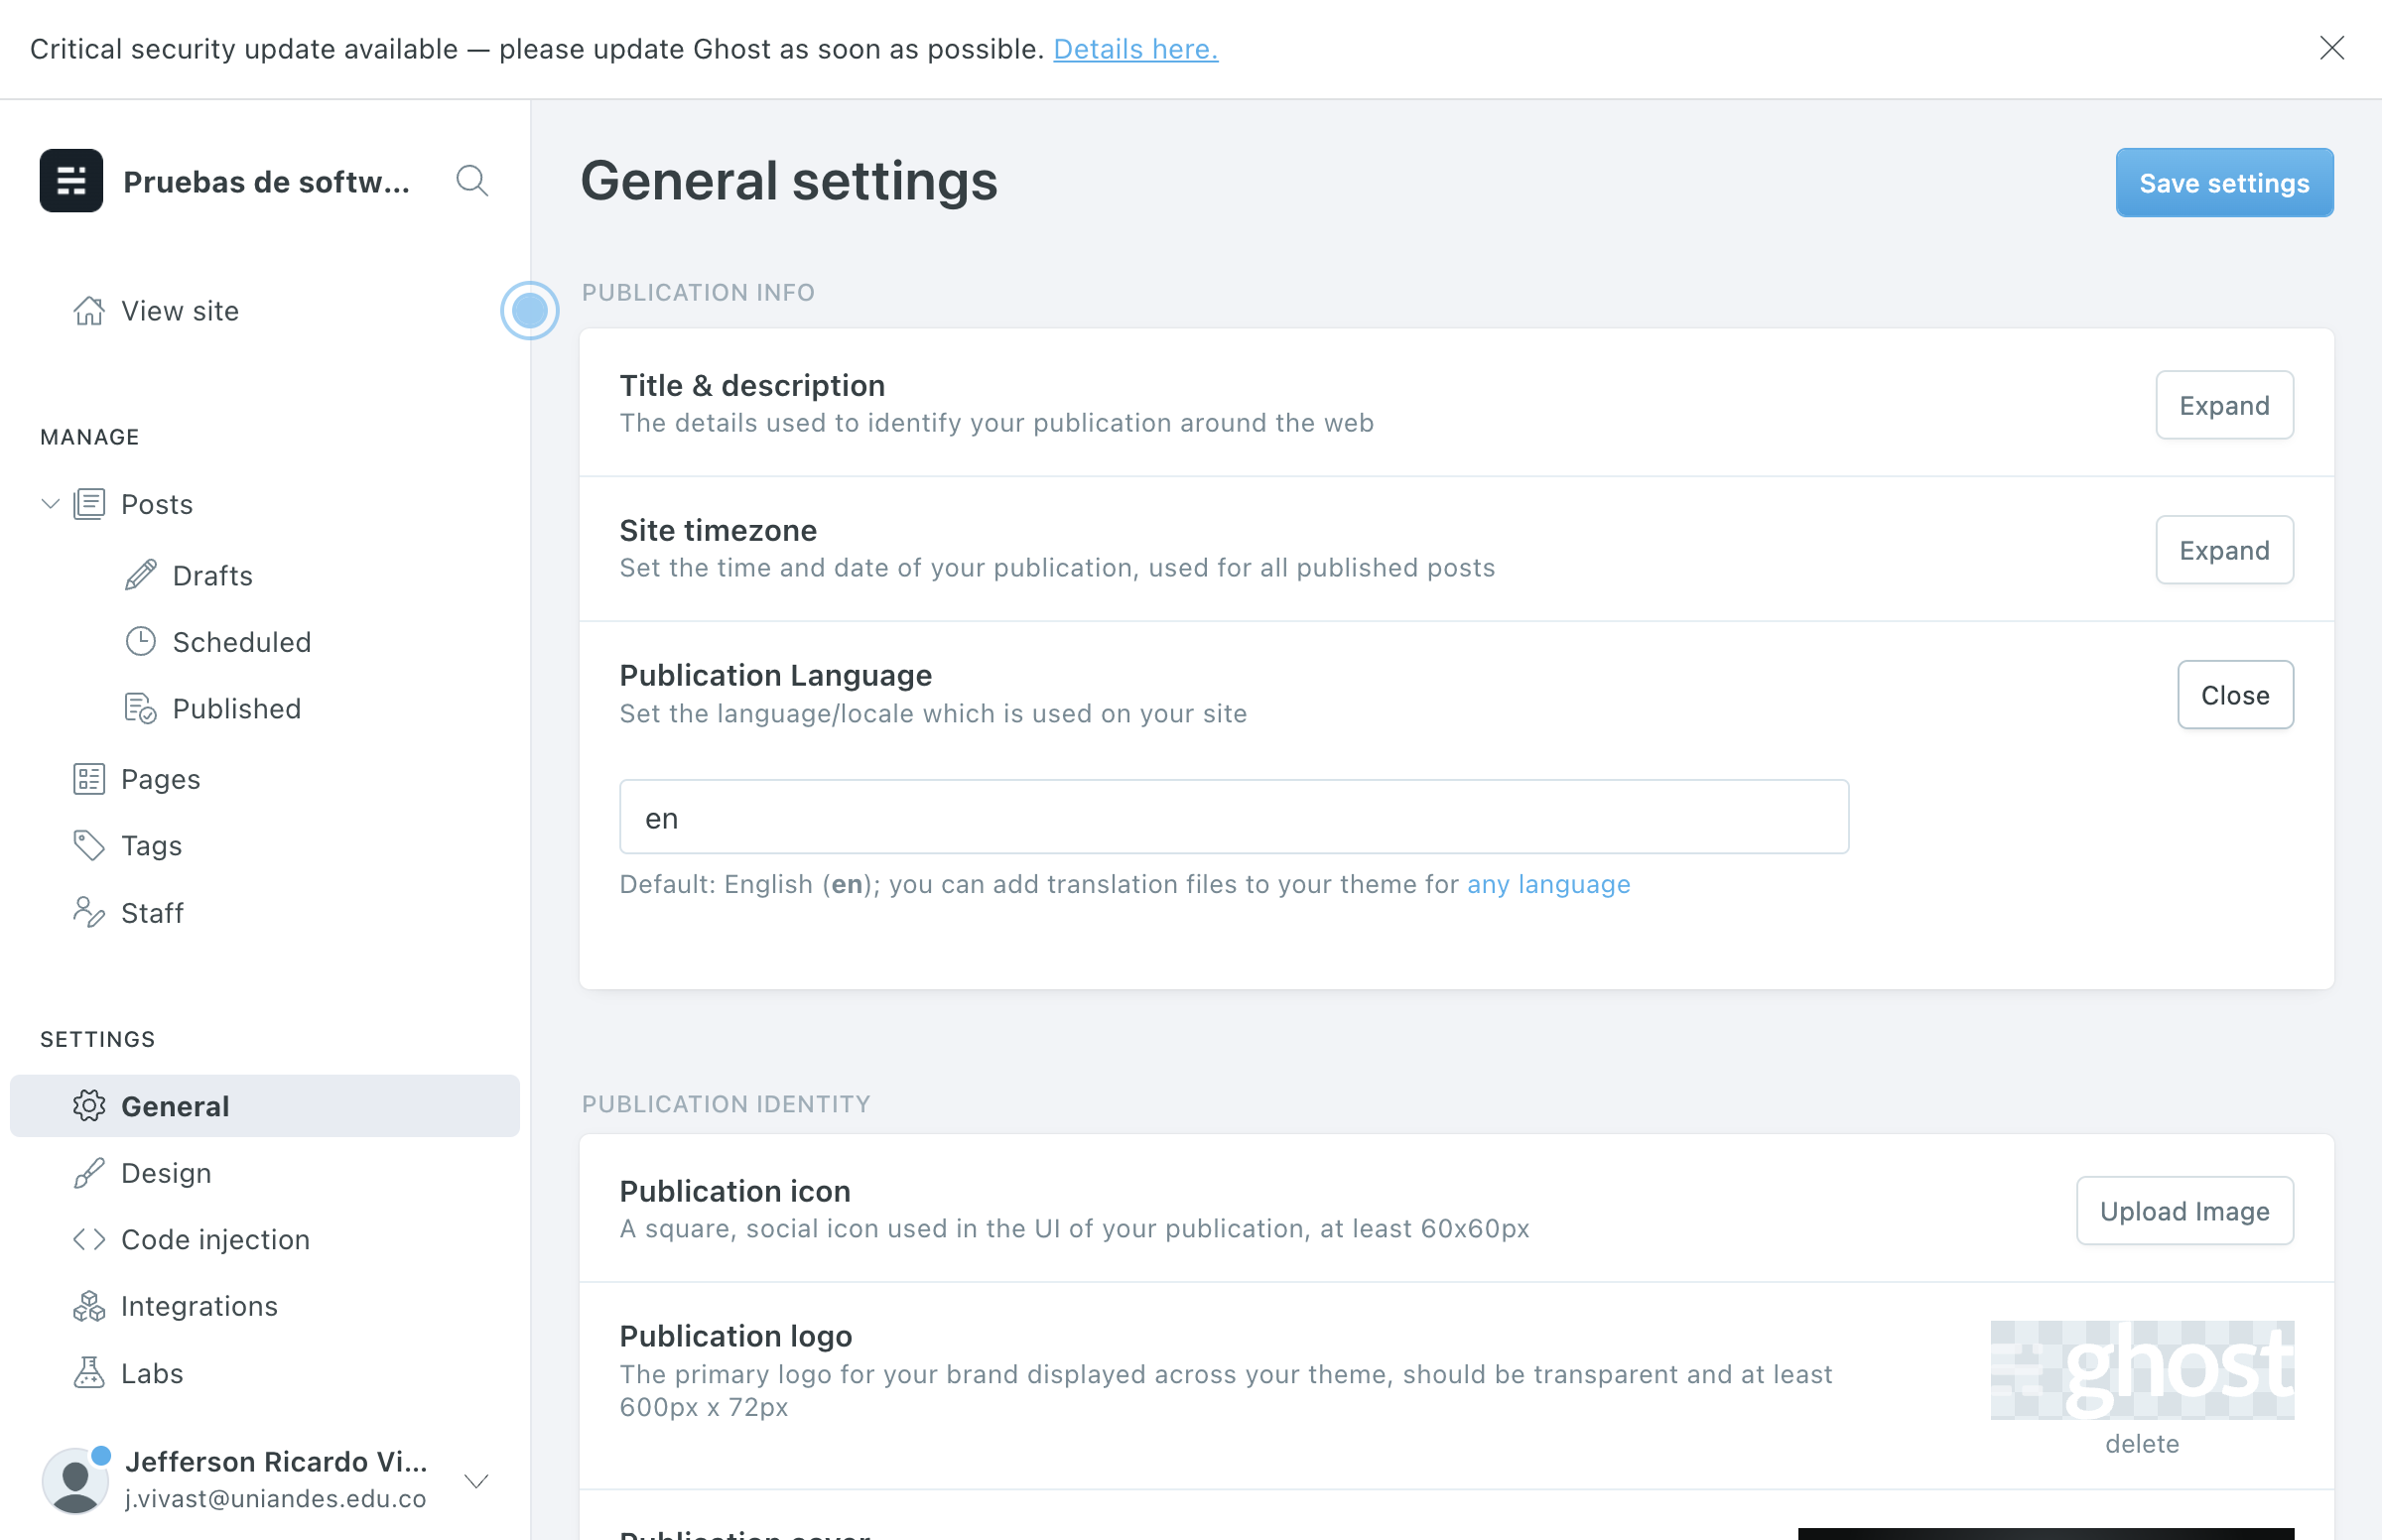 Critical security update available — please update Ghost as soon as possible. Details here.
Pruebas de softw...
View site
MANAGE
Posts
Drafts
Scheduled
Published
Pages
Tags
Staff
SETTINGS
General
Design
Code injection
Integrations
Labs
Jefferson Ricardo Vi...
j.vivast@uniandes.edu.co
General settings
Save settings
PUBLICATION INFO
Title & description
The details used to identify your publication around the web
Expand
Site timezone
Set the time and date of your publication, used for all published posts
Expand
Publication Language
Set the language/locale which is used on your site
Close
en
Default: English (en); you can add translation files to your theme for any language
PUBLICATION IDENTITY
Publication icon
A square, social icon used in the UI of your publication, at least 60x60px
Upload Image
Publication logo
The primary logo for your brand displayed across your theme, should be transparent and at least
600px x 72px
ghost
delete
Publication cover